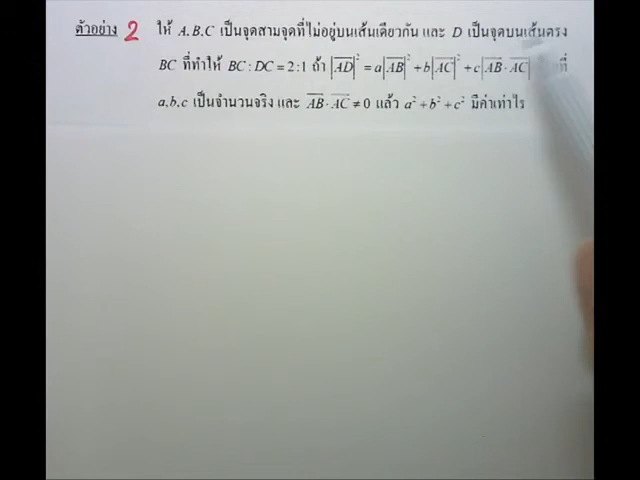 ตัวอย่าง 2 ให้ A,B,C เป็นจุดสามจุดที่ไม่อยู่บนเส้นเดียวกัน และ D เป็นจุดบนเส้นตรง
BC ที่ทำให้ BC : DC = 2 : 1 ถ้า |AD|² = a|AB|² + b|AC|² + c|AB · AC| ที่
a,b,c เป็นจำนวนจริง และ AB · AC ≠ 0 แล้ว a² + b² + c² มีค่าเท่าไร